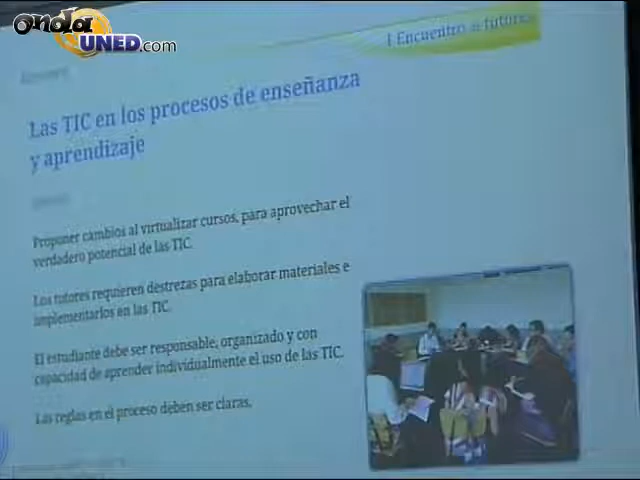 onda
UNED.com
I Encuentro de tutores
Las TIC en los procesos de enseñanza
y aprendizaje
Proponer cambios al virtualizar cursos, para aprovechar el
verdadero potencial de las TIC.
Los tutores requieren destrezas para elaborar materiales e
implementarlos en las TIC.
El estudiante debe ser responsable, organizado y con
capacidad de aprender individualmente el uso de las TIC.
Las reglas en el proceso deben ser claras.